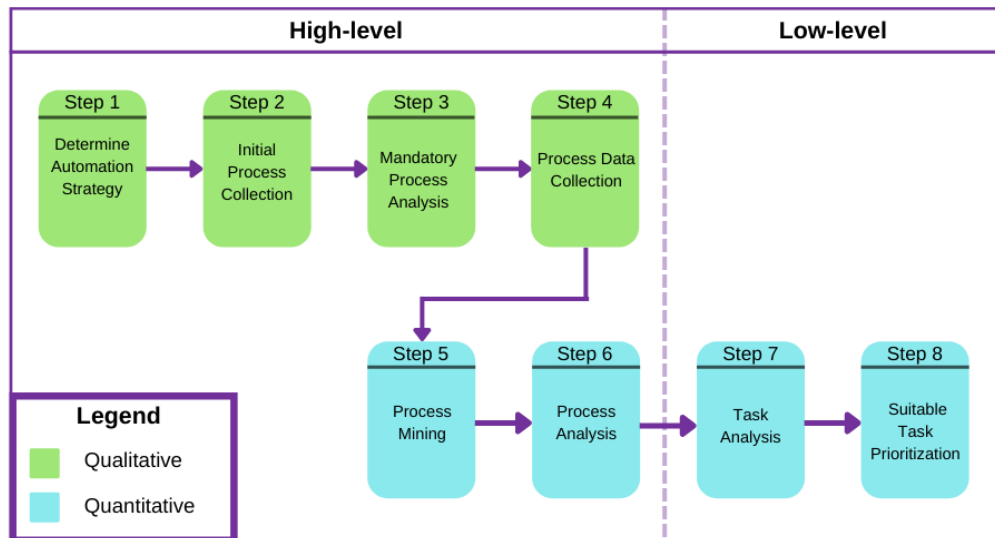 High-level
Low-level
Step 1
Determine
Automation
Strategy
Step 2
Initial
Process
Collection
Step 3
Mandatory
Process
Analysis
Step 4
Process Data
Collection
Step 5
Process
Mining
Step 6
Process
Analysis
Step 7
Task
Analysis
Step 8
Suitable
Task
Prioritization
Legend
Qualitative
Quantitative